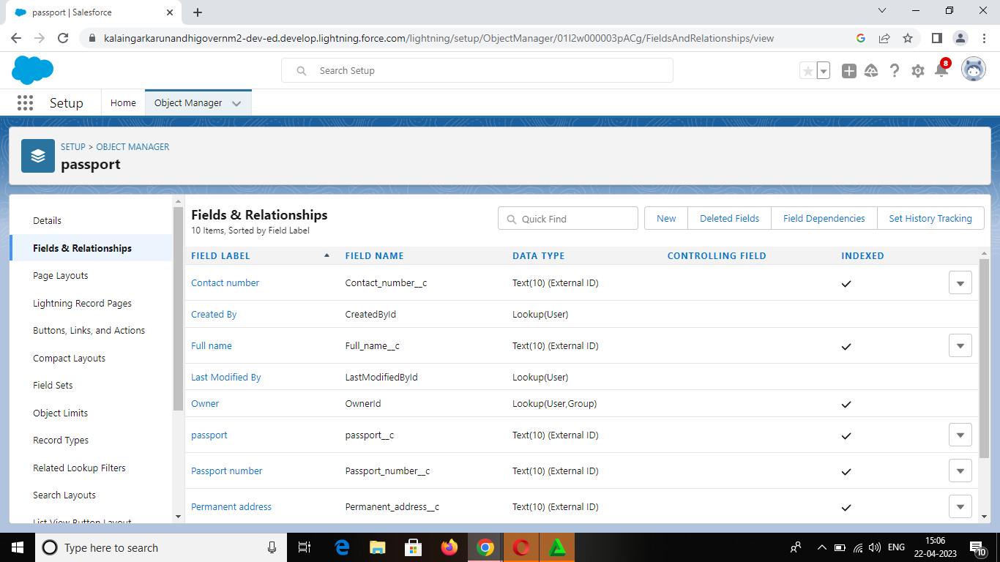 passport | Salesforce
kalaingarkarunandhigovernm2-dev-ed.develop.lightning.force.com/lightning/setup/ObjectManager/01I2w000003pACg/FieldsAndRelationships/view
Search Setup
8
Setup
Home
Object Manager
SETUP > OBJECT MANAGER
passport
Details
Fields & Relationships
Page Layouts
Lightning Record Pages
Buttons, Links, and Actions
Compact Layouts
Field Sets
Object Limits
Record Types
Related Lookup Filters
Search Layouts
List View Button Layout
Fields & Relationships
10 Items, Sorted by Field Label
Quick Find
New
Deleted Fields
Field Dependencies
Set History Tracking
FIELD LABEL FIELD NAME DATA TYPE CONTROLLING FIELD INDEXED
Contact number Contact_number__c Text(10) (External ID)
Created By CreatedById Lookup(User)
Full name Full_name__c Text(10) (External ID)
Last Modified By LastModifiedById Lookup(User)
Owner OwnerId Lookup(User,Group)
passport passport__c Text(10) (External ID)
Passport number Passport_number__c Text(10) (External ID)
Permanent address Permanent_address__c Text(10) (External ID)
Type here to search
ENG
15:06
22-04-2023
10